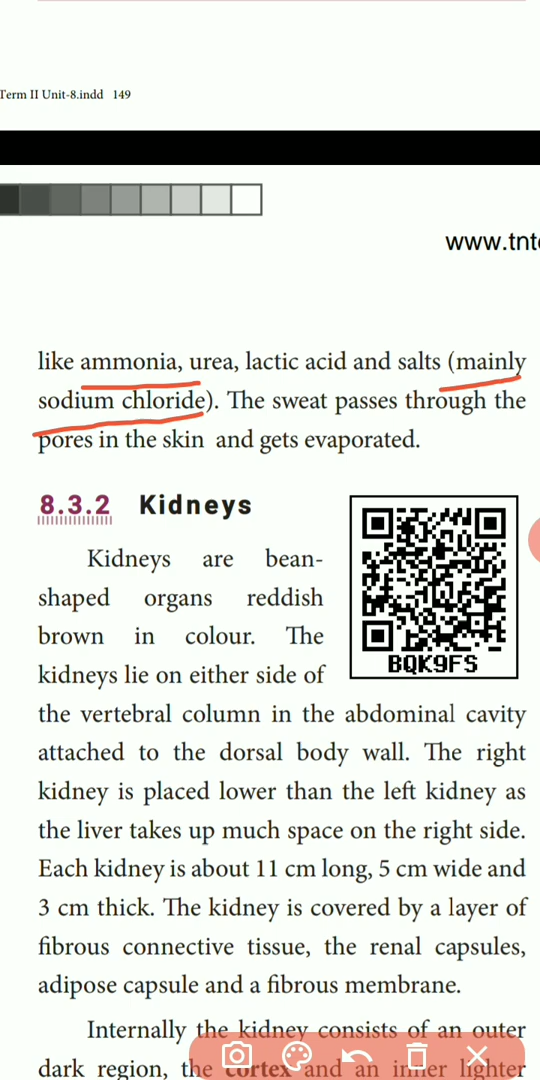 Term II Unit-8.indd 149
www.tnt
like ammonia, urea, lactic acid and salts (mainly
sodium chloride). The sweat passes through the
pores in the skin and gets evaporated.
8.3.2 Kidneys
Kidneys are bean-
shaped organs reddish
brown in colour. The
kidneys lie on either side of
BQK9FS
the vertebral column in the abdominal cavity
attached to the dorsal body wall. The right
kidney is placed lower than the left kidney as
the liver takes up much space on the right side.
Each kidney is about 11 cm long, 5 cm wide and
3 cm thick. The kidney is covered by a layer of
fibrous connective tissue, the renal capsules,
adipose capsule and a fibrous membrane.
Internally the kidney consists of an outer
dark region, the cortex and an inner lighter